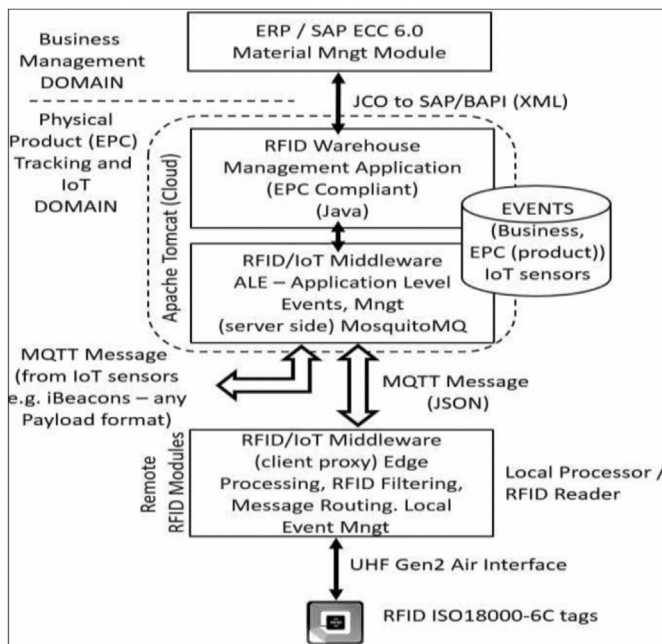 Business
Management
DOMAIN
ERP / SAP ECC 6.0
Material Mngt Module
JCO to SAP/BAPI (XML)
Physical
Product (EPC)
Tracking and
IoT
DOMAIN
Apache Tomcat (Cloud)
RFID Warehouse
Management Application
(EPC Compliant)
(Java)
EVENTS
(Business,
EPC (product))
IoT sensors
RFID/IoT Middleware
ALE – Application Level
Events, Mngt
(server side) MosquitoMQ
MQTT Message
(from IoT sensors
e.g. iBeacons – any
Payload format)
MQTT Message
(JSON)
Remote
RFID Modules
RFID/IoT Middleware
(client proxy) Edge
Processing, RFID Filtering,
Message Routing. Local
Event Mngt
Local Processor /
RFID Reader
UHF Gen2 Air Interface
RFID ISO18000-6C tags